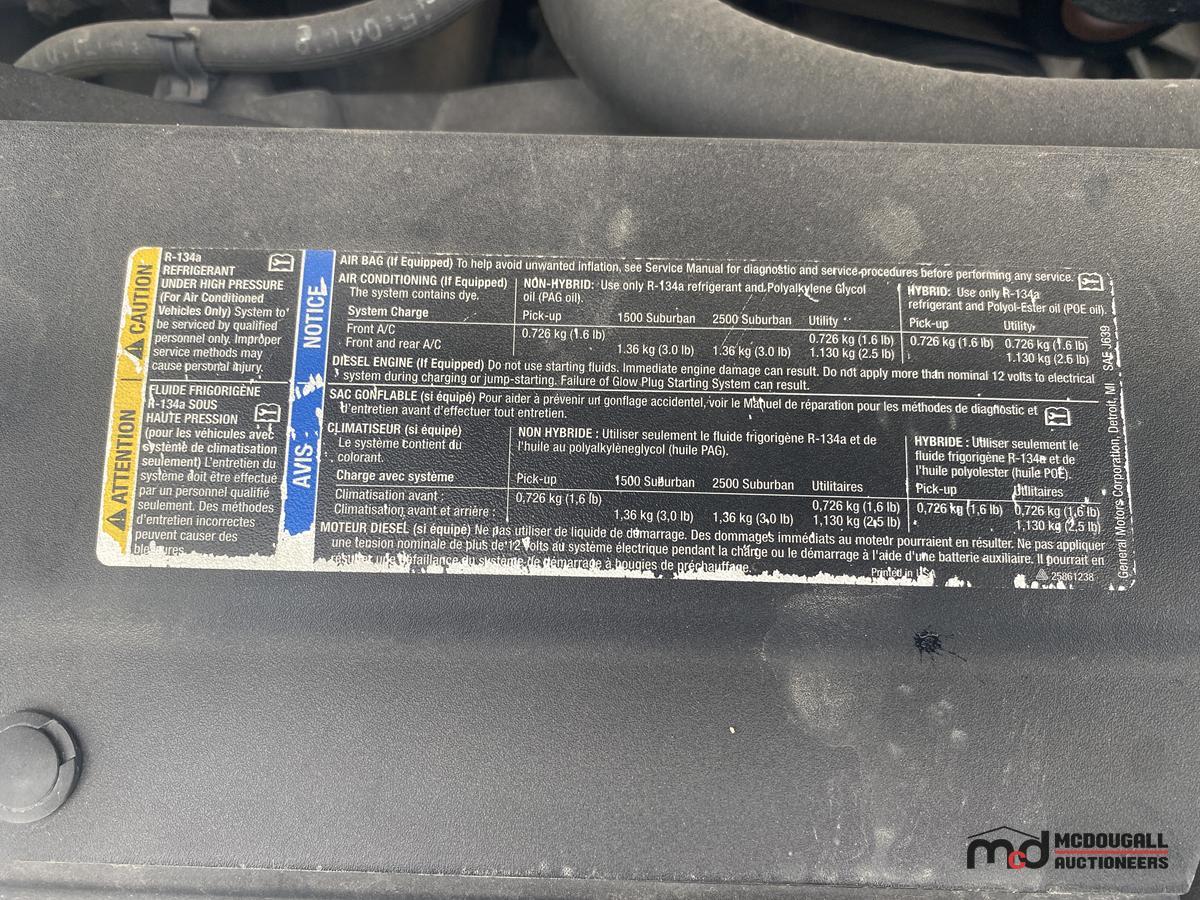 R-134a
REFRIGERANT
UNDER HIGH PRESSURE
(For Air Conditioned
Vehicles Only) System to
be serviced by qualified
personnel only. Improper
service methods may
cause personal injury.
CAUTION
NOTICE
AIR BAG (If Equipped) To help avoid unwanted inflation, see Service Manual for diagnostic and service procedures before performing any service.
AIR CONDITIONING (If Equipped)
The system contains dye.
NON-HYBRID: Use only R-134a refrigerant and Polyalkylene Glycol
oil (PAG oil).
HYBRID: Use only R-134a
refrigerant and Polyol-Ester oil (POE oil).
System Charge Pick-up 1500 Suburban 2500 Suburban Utility Pick-up Utility
Front A/C 0.726 kg (1.6 lb) 0.726 kg (1.6 lb) 0.726 kg (1.6 lb) 0.726 kg (1.6 lb)
Front and rear A/C 1.36 kg (3.0 lb) 1.36 kg (3.0 lb) 1.130 kg (2.5 lb) 1.130 kg (2.6 lb)
DIESEL ENGINE (If Equipped) Do not use starting fluids. Immediate engine damage can result. Do not apply more than nominal 12 volts to electrical
system during charging or jump-starting. Failure of Glow Plug Starting System can result.
FLUIDE FRIGORIGÈNE
R-134a SOUS
HAUTE PRESSION
(pour les véhicules avec
système de climatisation
seulement) L'entretien du
système doit être effectué
par un personnel qualifié
seulement. Des méthodes
d'entretien incorrectes
peuvent causer des
blessures
ATTENTION
AVIS
SAC GONFLABLE (si équipé) Pour aider à prévenir un gonflage accidentel, voir le Manuel de réparation pour les méthodes de diagnostic et
d'entretien avant d'effectuer tout entretien.
CLIMATISEUR (si équipé)
Le système contient du
colorant.
NON HYBRIDE : Utiliser seulement le fluide frigorigène R-134a et de
l'huile au polyalkylèneglycol (huile PAG).
HYBRIDE : Utiliser seulement le
fluide frigorigène R-134a et de
l'huile polyolester (huile POE).
Charge avec système Pick-up 1500 Suburban 2500 Suburban Utilitaires Pick-up Utilitaires
Climatisation avant : 0,726 kg (1,6 lb) 0,726 kg (1,6 lb) 0,726 kg (1,6 lb) 0,726 kg (1,6 lb)
Climatisation avant et arrière : 1,36 kg (3,0 lb) 1,36 kg (3,0 lb) 1,130 kg (2,5 lb) 1,130 kg (2,5 lb)
MOTEUR DIESEL (si équipé) Ne pas utiliser de liquide de démarrage. Des dommages immédiats au moteur pourraient en résulter. Ne pas appliquer
une tension nominale de plus de 12 volts au système électrique pendant la charge ou le démarrage à l'aide d'une batterie auxiliaire. Il pourrait en
résulter une défaillance du système de démarrage à bougies de préchauffage.
Printed in USA
25861238
General Motors Corporation, Detroit, MI SAE J639
mcd MCDOUGALL
AUCTIONEERS